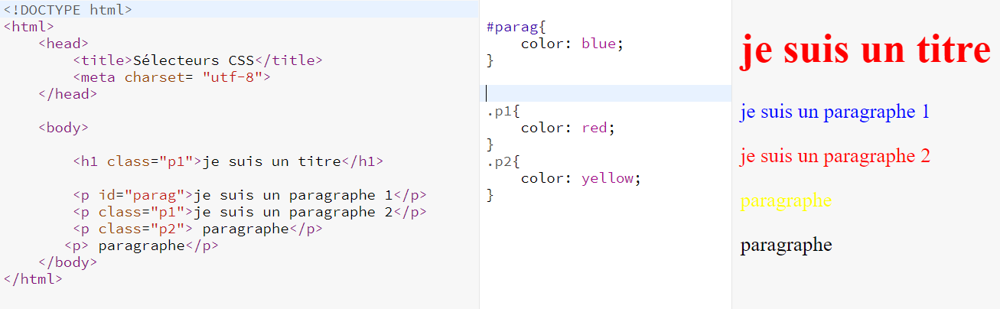 <!DOCTYPE html>
<html>
    <head>
        <title>Sélecteurs CSS</title>
        <meta charset= "utf-8">
    </head>

    <body>

        <h1 class="p1">je suis un titre</h1>

        <p id="parag">je suis un paragraphe 1</p>
        <p class="p1">je suis un paragraphe 2</p>
        <p class="p2"> paragraphe</p>
       <p> paragraphe</p>
    </body>
</html>
#parag{
    color: blue;
}

.p1{
    color: red;
}
.p2{
    color: yellow;
}
je suis un titre
je suis un paragraphe 1
je suis un paragraphe 2
paragraphe
paragraphe